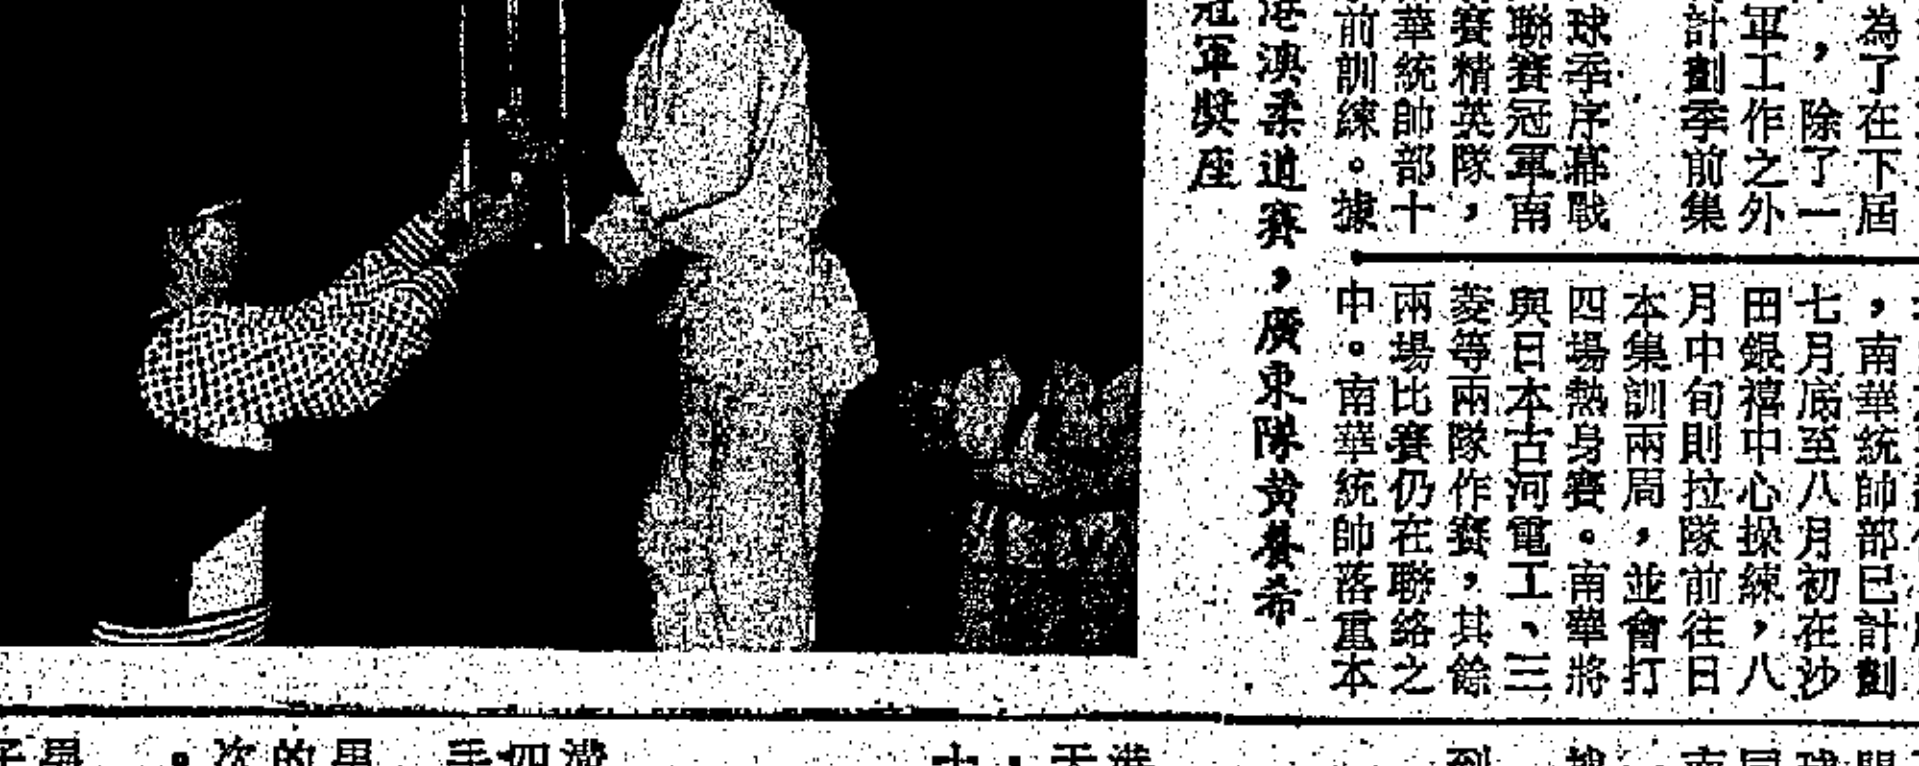 為了在下屆
，除了一
軍工作之外
計劃季前集
球季序幕戰
聯賽冠軍南
賽精英隊，
華統帥部十
前訓練。據
，南華統帥部已計劃
七月底至八月初在沙
田銀禧中心操練，八
月中旬則拉隊前往日
本集訓兩周，並會打
四場熱身賽。南華將
與日本古河電工、三
菱等兩隊作賽，其餘
兩場比賽仍在聯絡之
中。南華統帥落重本
港澳柔道賽，廣東隊黃
希
冠軍獎座